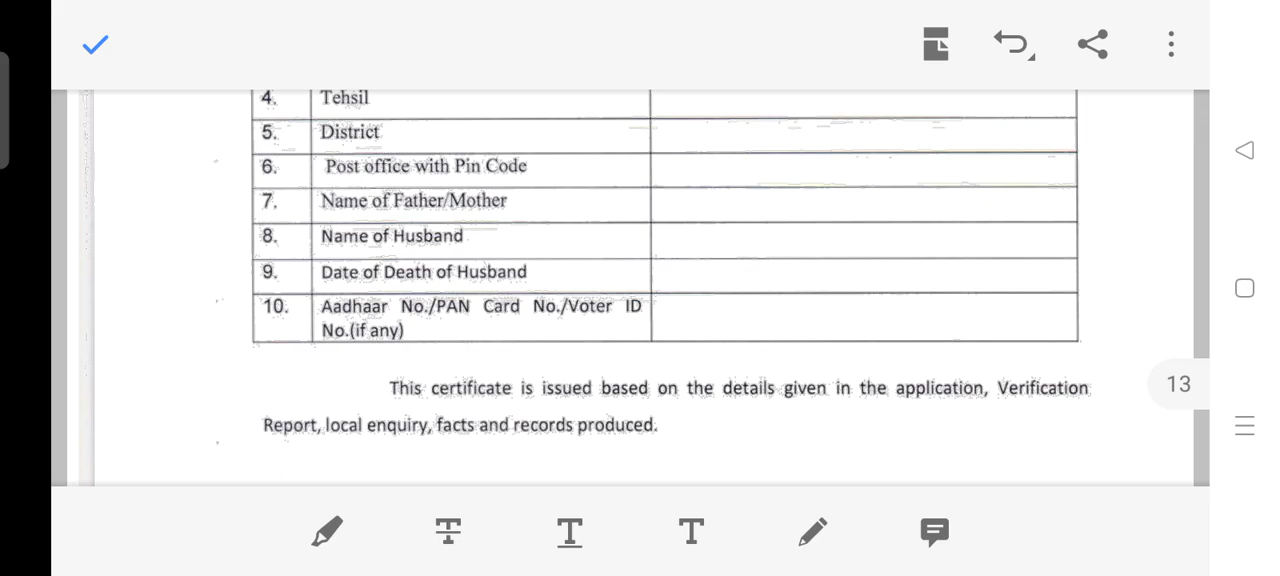 4. Tehsil
5. District
6. Post office with Pin Code
7. Name of Father/Mother
8. Name of Husband
9. Date of Death of Husband
10. Aadhaar No./PAN Card No./Voter ID
No.(if any)
This certificate is issued based on the details given in the application, Verification
13
Report, local enquiry, facts and records produced.
T T T